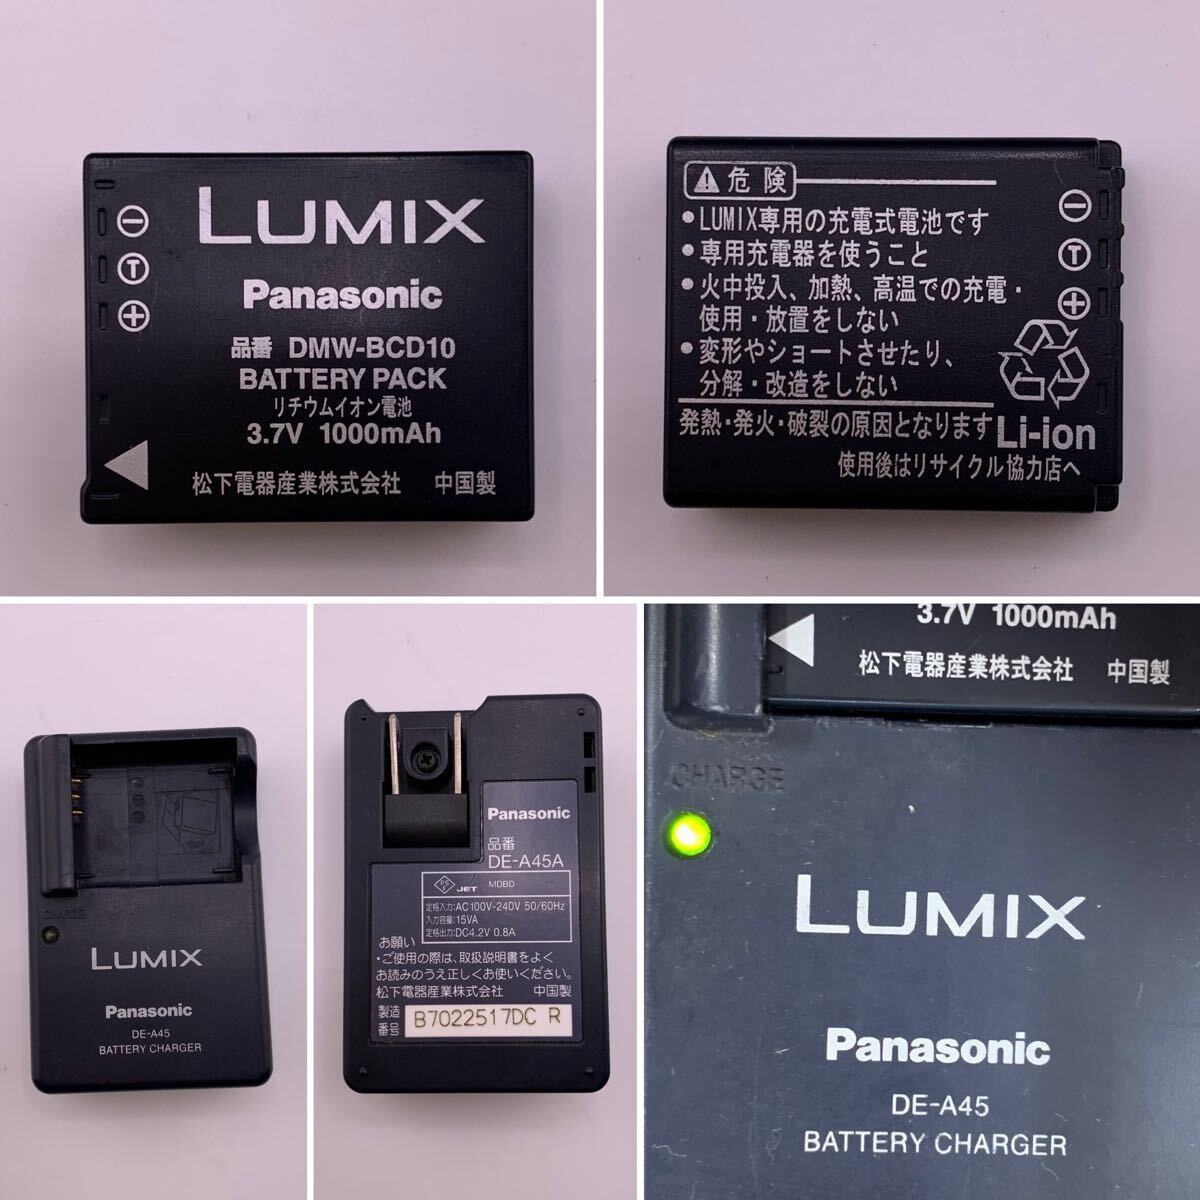 LUMIX
Panasonic
品番 DMW-BCD10
BATTERY PACK
リチウムイオン電池
3.7V 1000mAh
松下電器産業株式会社 中国製
− T +
危険
●LUMIX専用の充電式電池です
●専用充電器を使うこと
●火中投入、加熱、高温での充電・
使用・放置をしない
●変形やショートさせたり、
分解・改造をしない
発熱・発火・破裂の原因となります
Li-ion
使用後はリサイクル協力店へ
− T +
CHARGE
LUMIX
Panasonic
DE-A45
BATTERY CHARGER
Panasonic
品番
DE-A45A
PSE JET MDBD
定格入力:AC100V-240V 50/60Hz
入力容量:15VA
定格出力:DC4.2V 0.8A
お願い
・ご使用の際は、取扱説明書をよく
お読みのうえ正しくお使いください。
松下電器産業株式会社 中国製
製造番号 B7022517DC R
3.7V 1000mAh
松下電器産業株式会社 中国製
CHARGE
LUMIX
Panasonic
DE-A45
BATTERY CHARGER